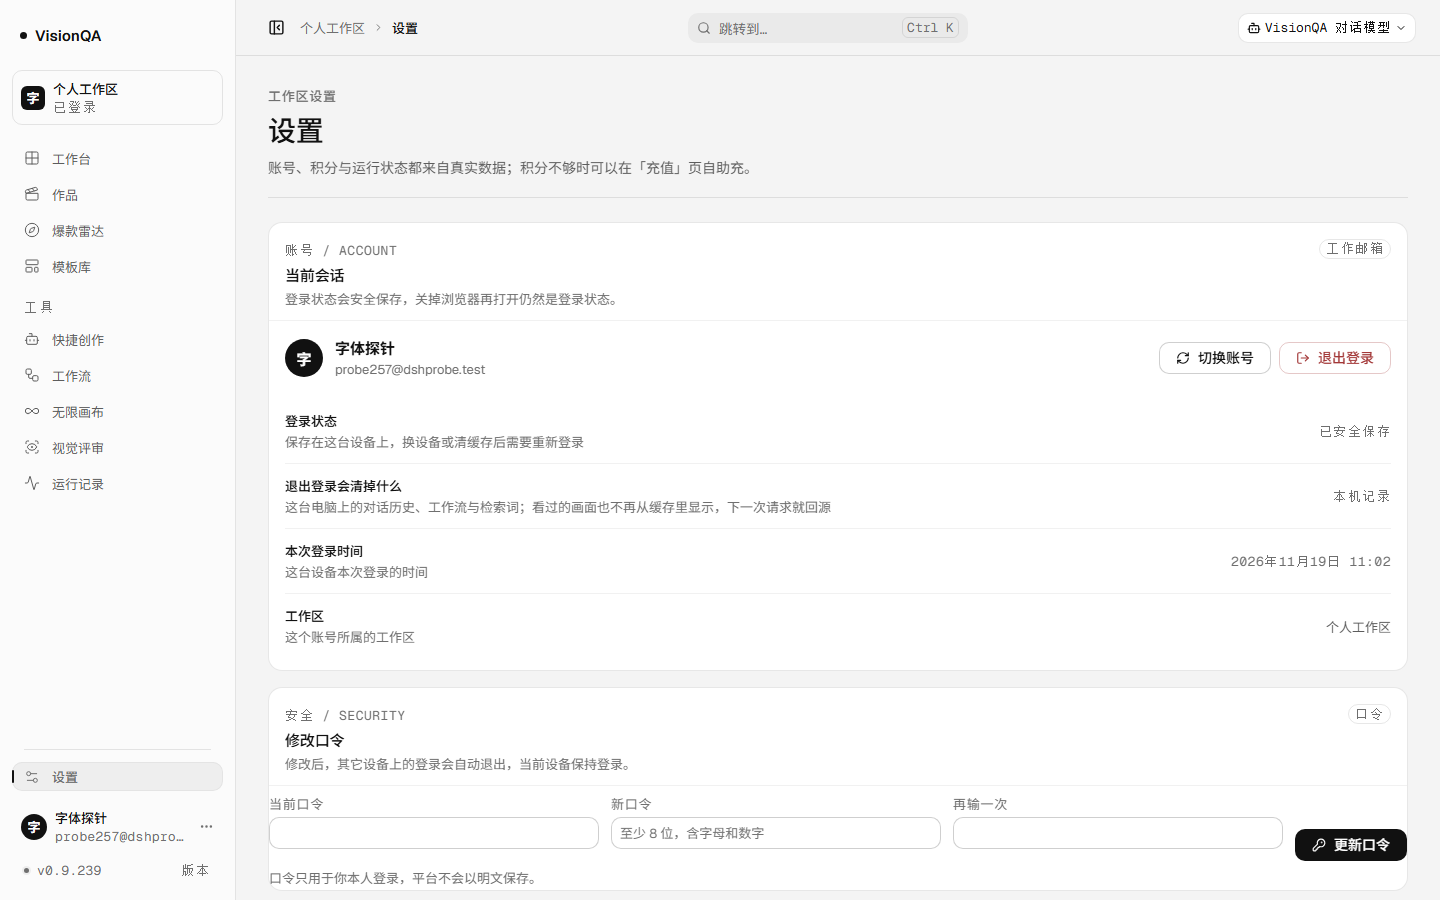 VisionQA
字
个人工作区
已登录
工作台
作品
爆款雷达
模板库
工具
快捷创作
工作流
无限画布
视觉评审
运行记录
设置
字
字体探针
probe257@dshpro…
v0.9.239
版本
个人工作区
设置
跳转到…
Ctrl K
VisionQA 对话模型
工作区设置
设置
账号、积分与运行状态都来自真实数据；积分不够时可以在「充值」页自助充。
账号 / ACCOUNT
工作邮箱
当前会话
登录状态会安全保存，关掉浏览器再打开仍然是登录状态。
字
字体探针
probe257@dshprobe.test
切换账号
退出登录
登录状态
保存在这台设备上，换设备或清缓存后需要重新登录
已安全保存
退出登录会清掉什么
这台电脑上的对话历史、工作流与检索词；看过的画面也不再从缓存里显示，下一次请求就回源
本机记录
本次登录时间
这台设备本次登录的时间
2026年11月19日 11:02
工作区
这个账号所属的工作区
个人工作区
安全 / SECURITY
口令
修改口令
修改后，其它设备上的登录会自动退出，当前设备保持登录。
当前口令
新口令
再输一次
至少 8 位，含字母和数字
更新口令
口令只用于你本人登录，平台不会以明文保存。